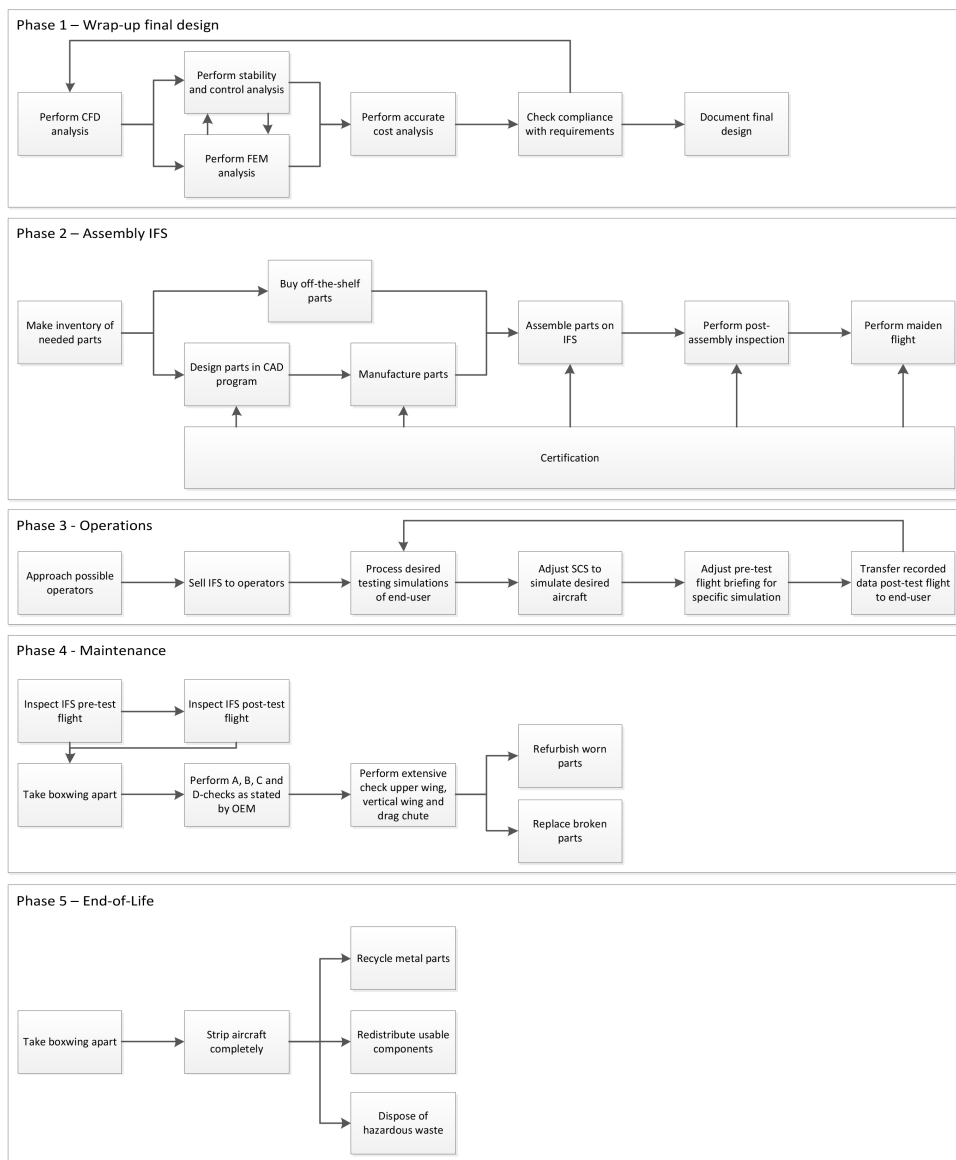 Phase 1 – Wrap-up final design
Perform CFD
analysis
Perform stability
and control analysis
Perform FEM
analysis
Perform accurate
cost analysis
Check compliance
with requirements
Document final
design
Phase 2 – Assembly IFS
Make inventory of
needed parts
Buy off-the-shelf
parts
Design parts in CAD
program
Manufacture parts
Assemble parts on
IFS
Perform post-
assembly inspection
Perform maiden
flight
Certification
Phase 3 - Operations
Approach possible
operators
Sell IFS to operators
Process desired
testing simulations
of end-user
Adjust SCS to
simulate desired
aircraft
Adjust pre-test
flight briefing for
specific simulation
Transfer recorded
data post-test flight
to end-user
Phase 4 - Maintenance
Inspect IFS pre-test
flight
Inspect IFS post-test
flight
Take boxwing apart
Perform A, B, C and
D-checks as stated
by OEM
Perform extensive
check upper wing,
vertical wing and
drag chute
Refurbish worn
parts
Replace broken
parts
Phase 5 – End-of-Life
Take boxwing apart
Strip aircraft
completely
Recycle metal parts
Redistribute usable
components
Dispose of
hazardous waste